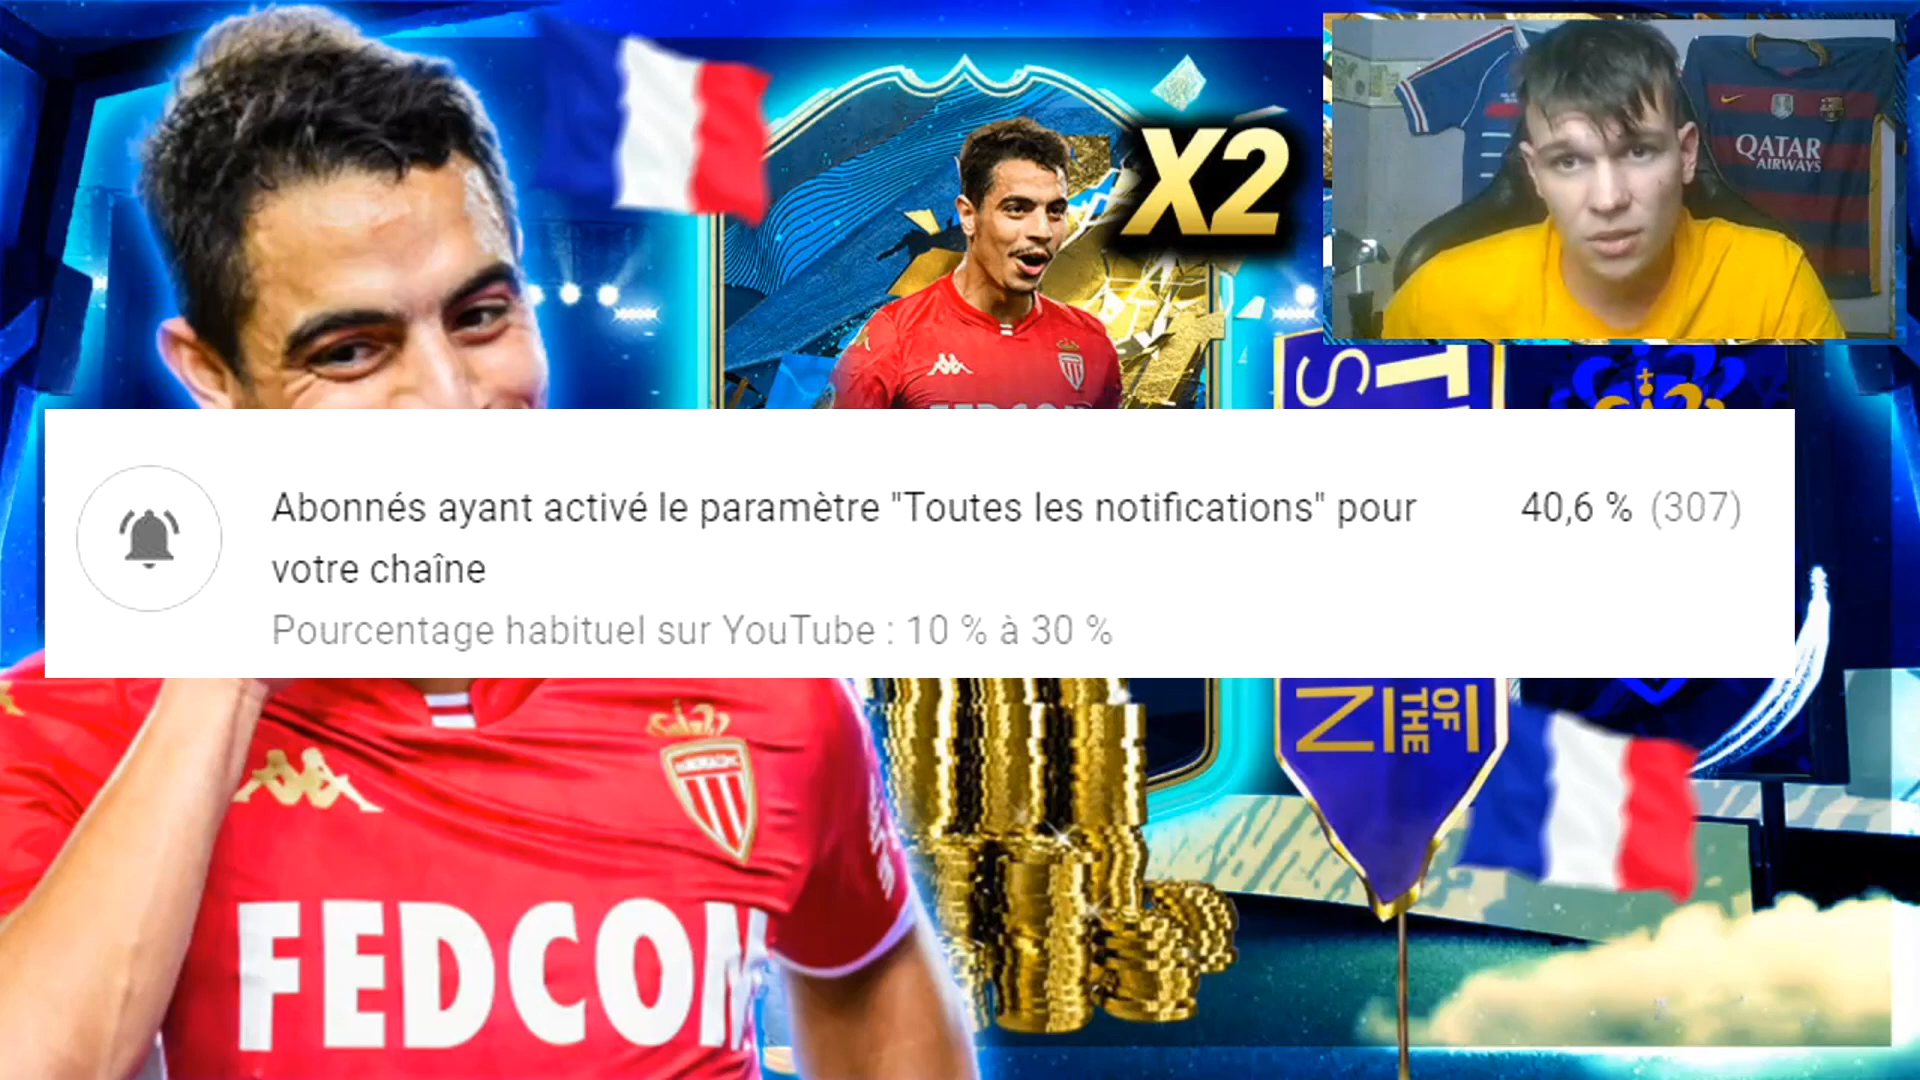 X2
QATAR
AIRWAYS
Abonnés ayant activé le paramètre "Toutes les notifications" pour
votre chaîne
40,6 % (307)
Pourcentage habituel sur YouTube : 10 % à 30 %
OF
THE
FEDCOM